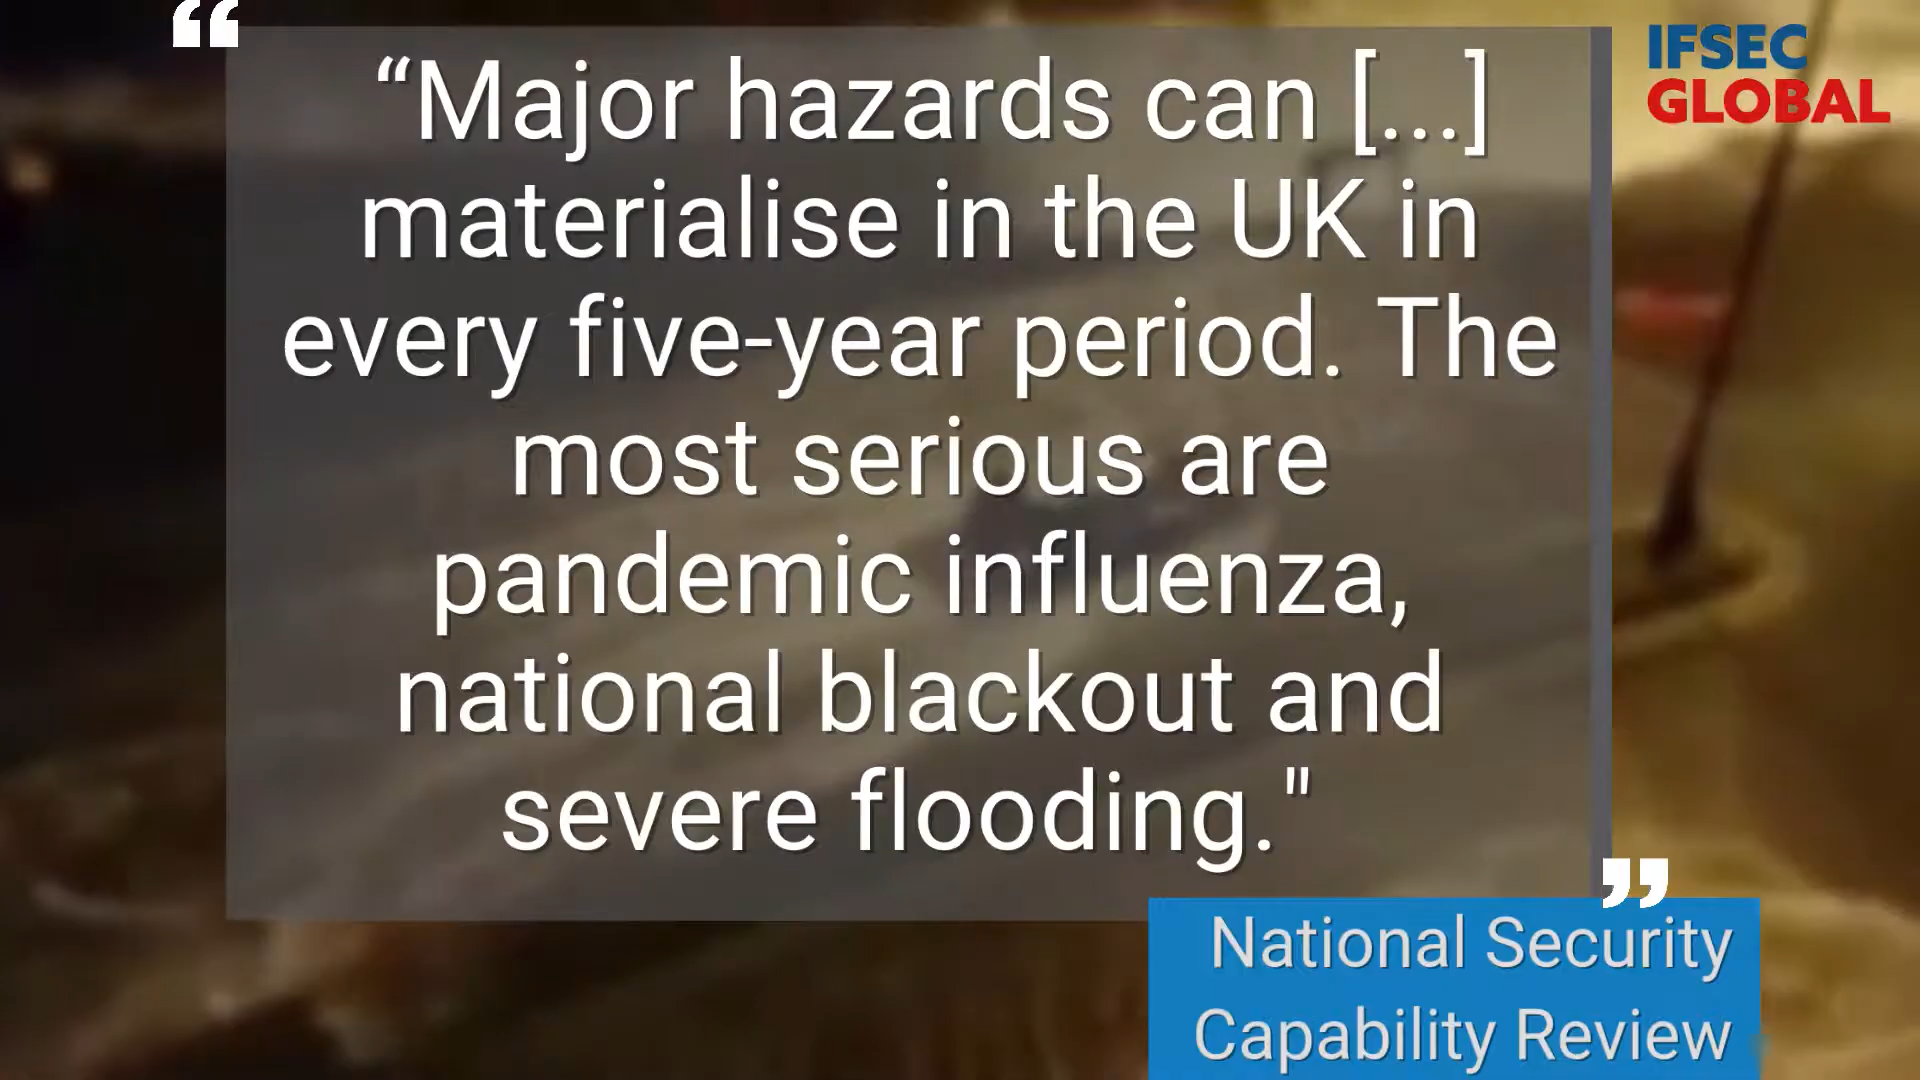 IFSEC
GLOBAL
“Major hazards can [...]
materialise in the UK in
every five-year period. The
most serious are
pandemic influenza,
national blackout and
severe flooding."
National Security
Capability Review